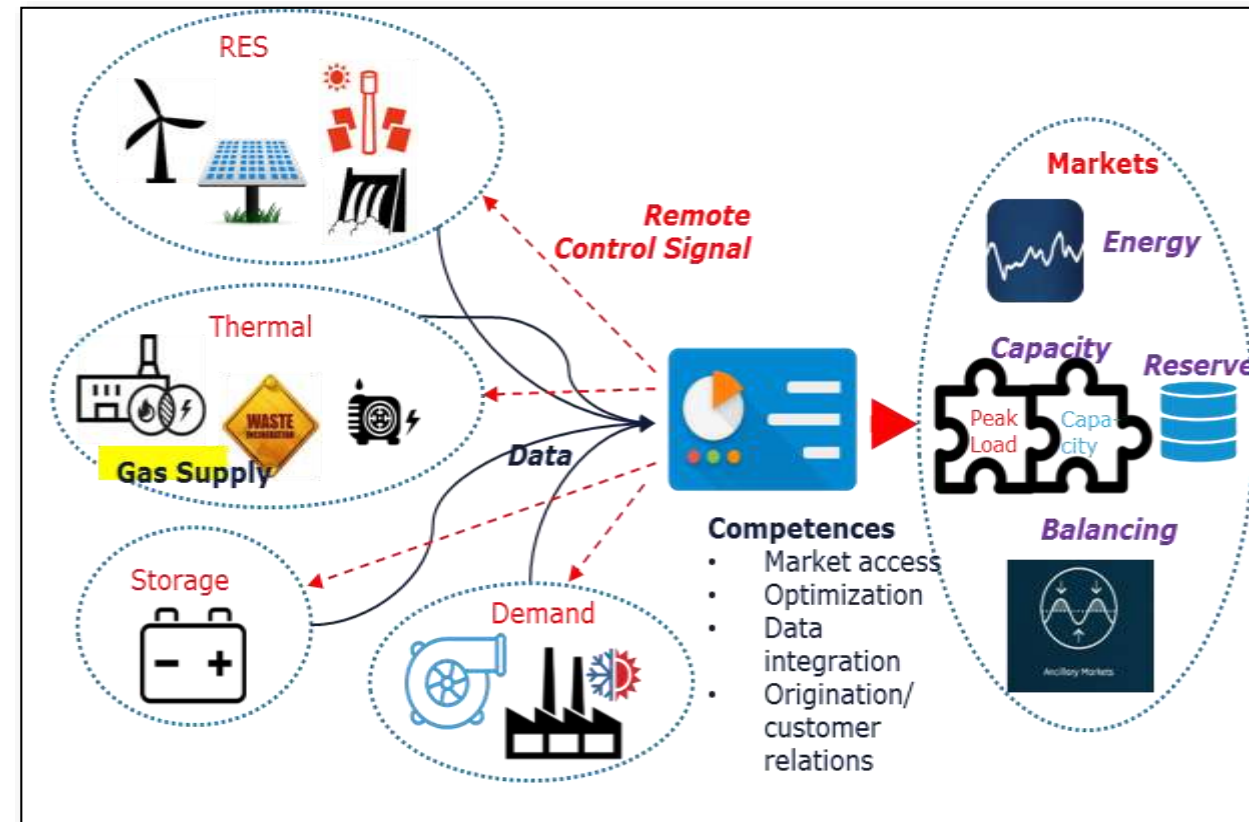 RES
Remote
Control Signal
Markets
Energy
Thermal
WASTE
INCINERATION
Gas Supply
Data
Capacity
Reserve
Peak
Load
Capa-
city
Competences
• Market access
• Optimization
• Data
integration
• Origination/
customer
relations
Balancing
Ancillary Markets
Storage
Demand